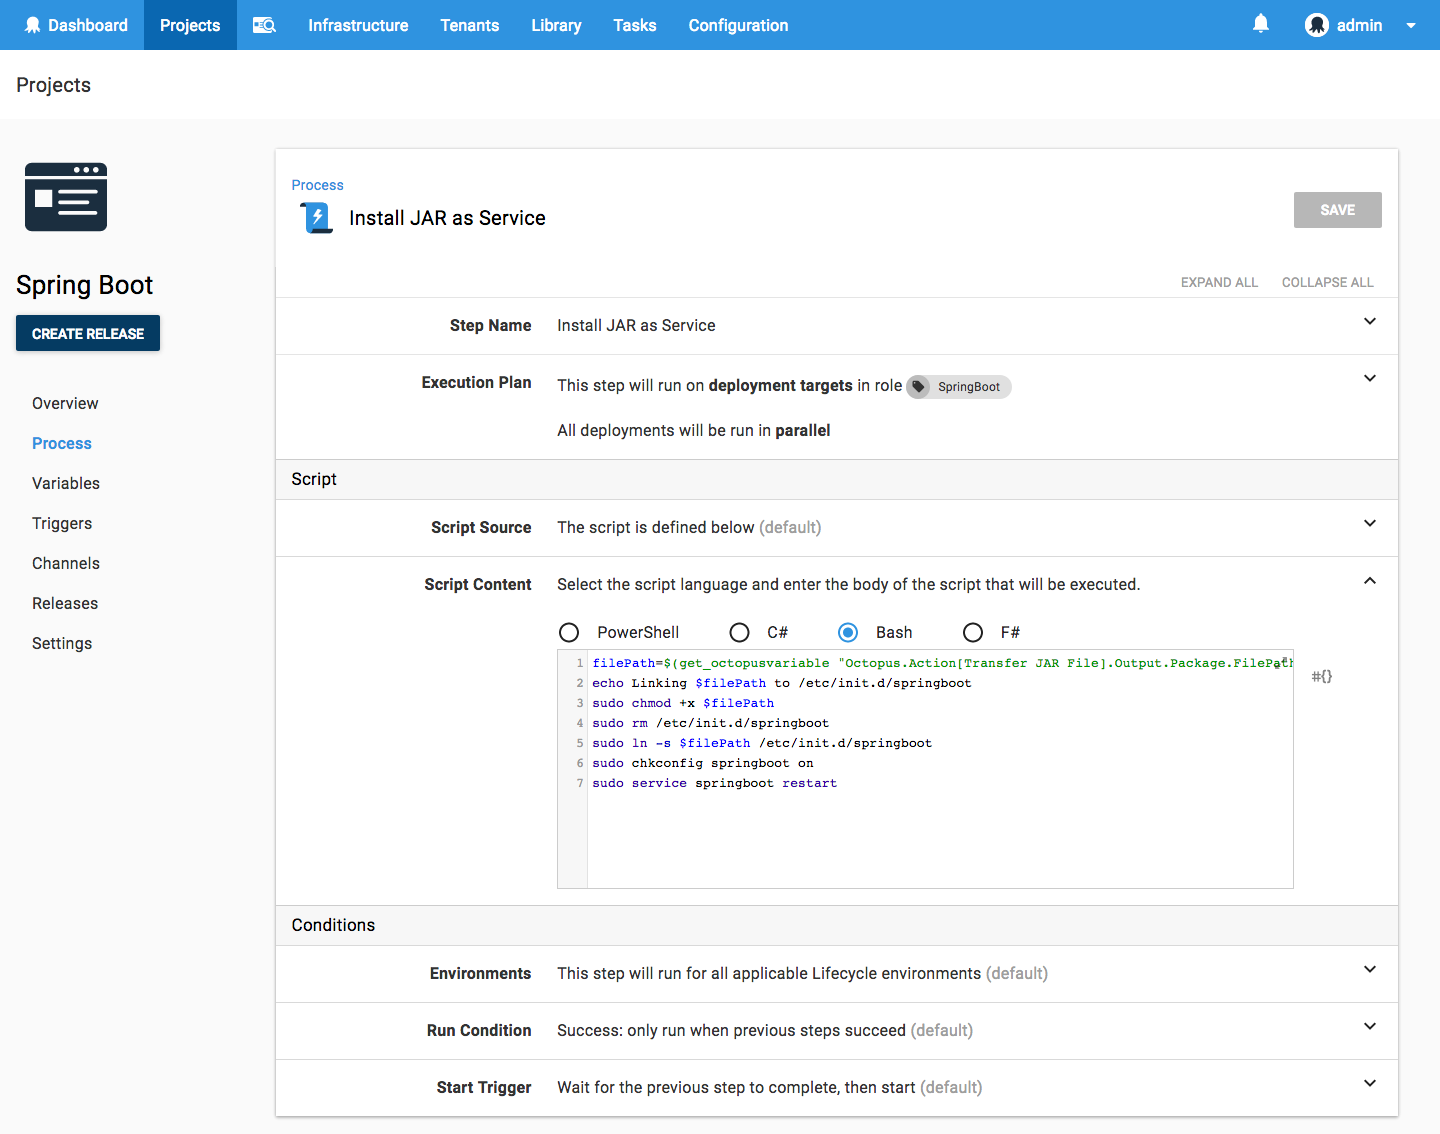 Dashboard Projects Infrastructure Tenants Library Tasks Configuration admin
Projects
Spring Boot
CREATE RELEASE
Overview
Process
Variables
Triggers
Channels
Releases
Settings
Process
Install JAR as Service
SAVE
EXPAND ALL COLLAPSE ALL
Step Name Install JAR as Service
Execution Plan This step will run on deployment targets in role SpringBoot
All deployments will be run in parallel
Script
Script Source The script is defined below (default)
Script Content Select the script language and enter the body of the script that will be executed.
PowerShell C# Bash F#
1 filePath=$(get_octopusvariable "Octopus.Action[Transfer JAR File].Output.Package.FilePath
#{}
2 echo Linking $filePath to /etc/init.d/springboot
3 sudo chmod +x $filePath
4 sudo rm /etc/init.d/springboot
5 sudo ln -s $filePath /etc/init.d/springboot
6 sudo chkconfig springboot on
7 sudo service springboot restart
Conditions
Environments This step will run for all applicable Lifecycle environments (default)
Run Condition Success: only run when previous steps succeed (default)
Start Trigger Wait for the previous step to complete, then start (default)